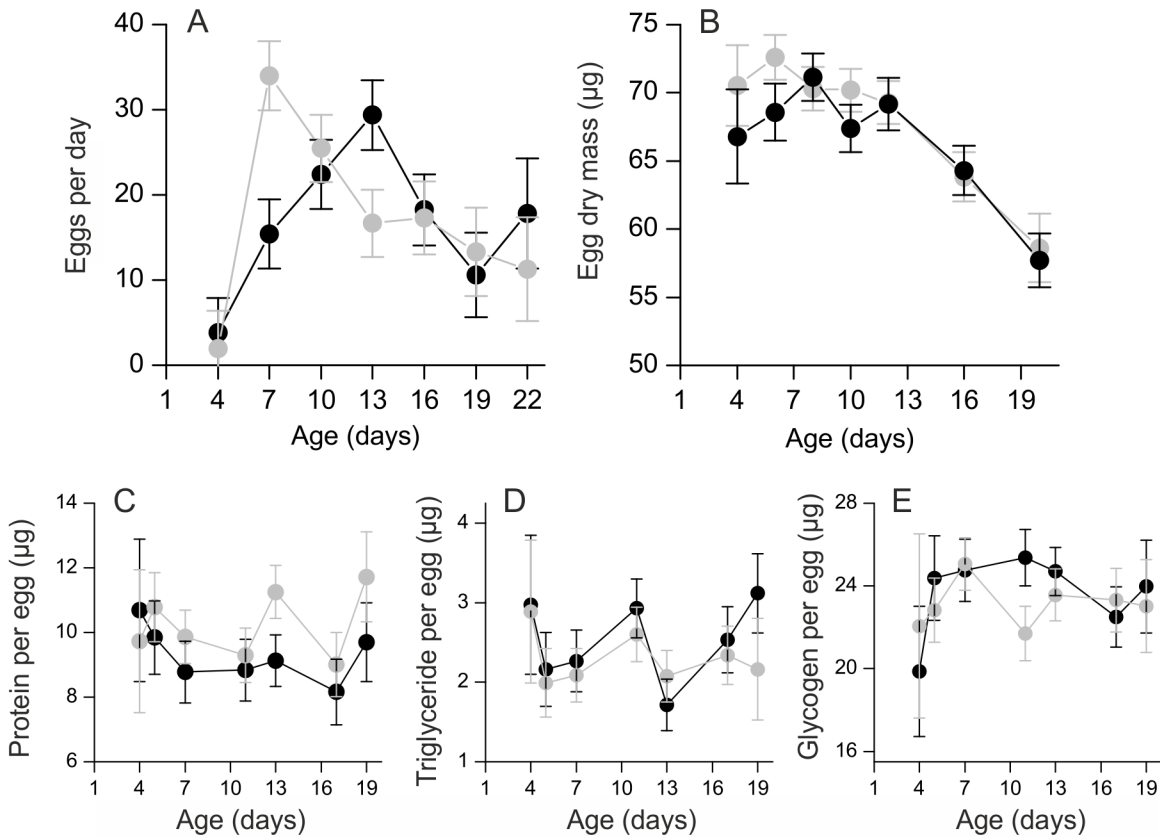 A
40
30
20
10
0
Eggs per day
1 4 7 10 13 16 19 22
Age (days)
B
75
70
65
60
55
50
Egg dry mass (µg)
1 4 7 10 13 16 19
Age (days)
C
14
12
10
8
6
Protein per egg (µg)
1 4 7 10 13 16 19
Age (days)
D
4
3
2
1
Triglyceride per egg (µg)
1 4 7 10 13 16 19
Age (days)
E
28
24
20
16
Glycogen per egg (µg)
1 4 7 10 13 16 19
Age (days)